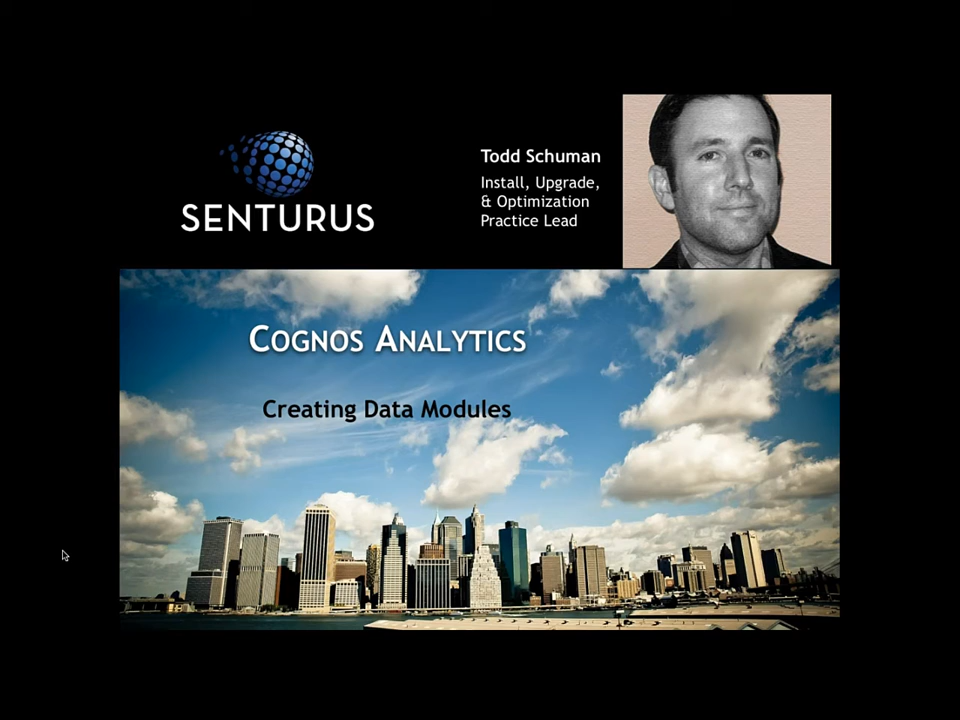 SENTURUS
Todd Schuman
Install, Upgrade,
& Optimization
Practice Lead
COGNOS ANALYTICS
Creating Data Modules